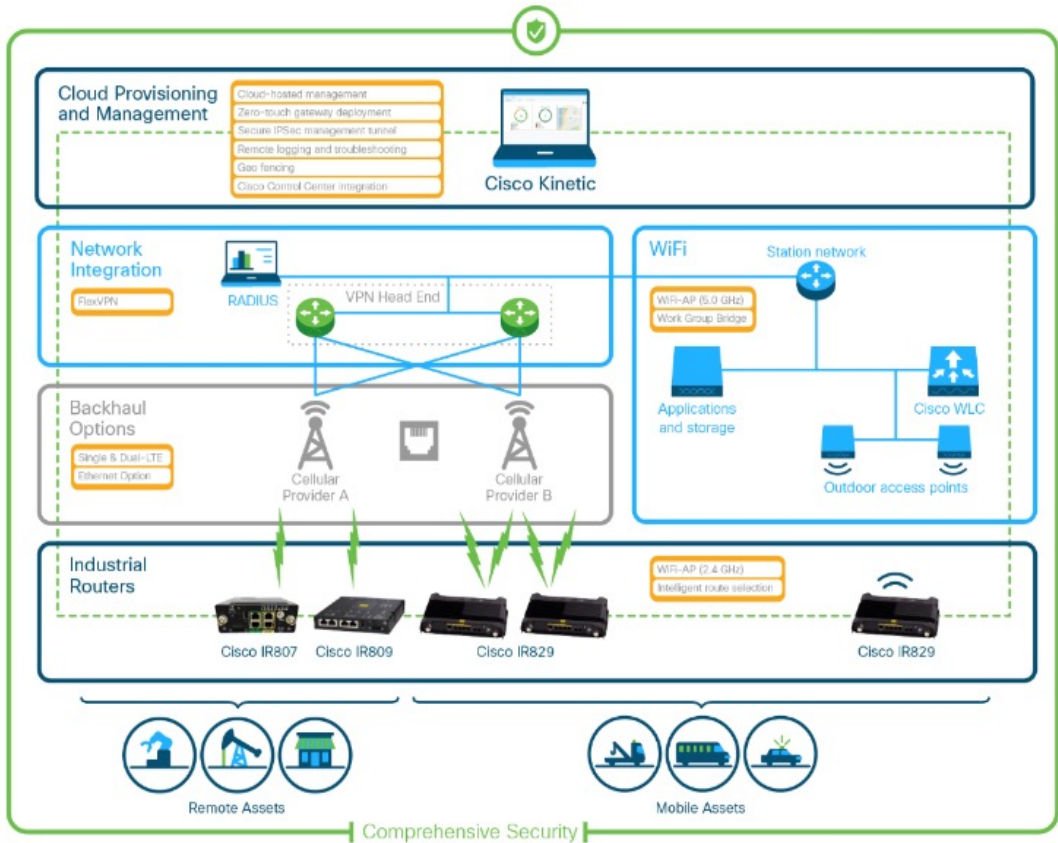 Cloud Provisioning
and Management
Cloud-hosted management
Zero-touch gateway deployment
Secure IPSec management tunnel
Remote logging and troubleshooting
Geo fencing
Cisco Control Center integration
Cisco Kinetic
Network
Integration
FlexVPN
RADIUS
VPN Head End
WiFi
Station network
WiFi-AP (5.0 GHz)
Work Group Bridge
Applications
and storage
Cisco WLC
Outdoor access points
Backhaul
Options
Single & Dual-LTE
Ethernet Option
Cellular
Provider A
Cellular
Provider B
Industrial
Routers
WiFi-AP (2.4 GHz)
Intelligent route selection
Cisco IR807
Cisco IR809
Cisco IR829
Cisco IR829
Remote Assets
Mobile Assets
Comprehensive Security